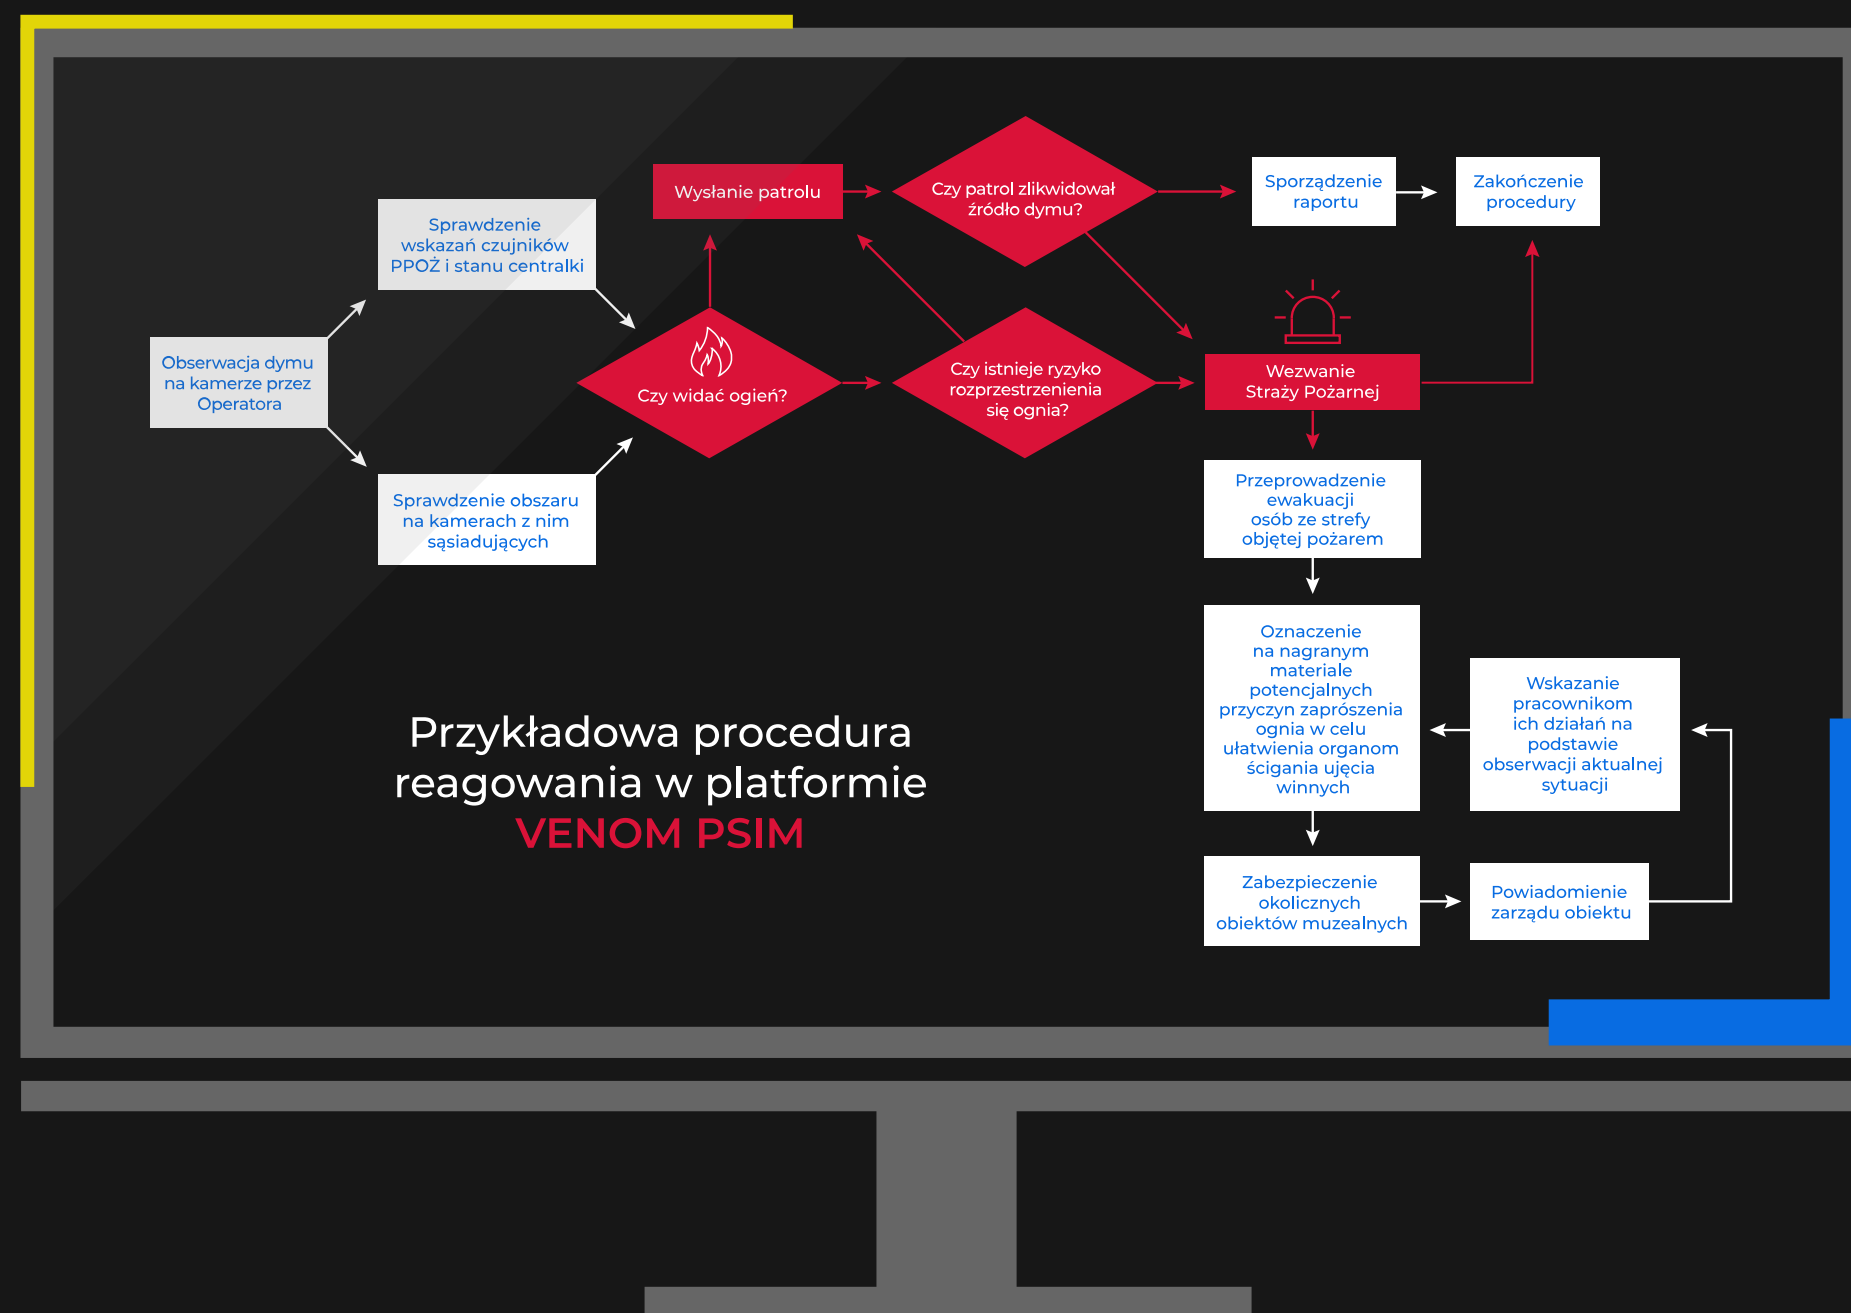 Obserwacja dymu
na kamerze przez
Operatora
Sprawdzenie
wskazań czujników
PPOŻ i stanu centralki
Sprawdzenie obszaru
na kamerach z nim
sąsiadujących
Czy widać ogień?
Wysłanie patrolu
Czy patrol zlikwidował
źródło dymu?
Czy istnieje ryzyko
rozprzestrzenienia
się ognia?
Sporządzenie
raportu
Zakończenie
procedury
Wezwanie
Straży Pożarnej
Przeprowadzenie
ewakuacji
osób ze strefy
objętej pożarem
Oznaczenie
na nagranym
materiale
potencjalnych
przyczyn zaprószenia
ognia w celu
ułatwienia organom
ścigania ujęcia
winnych
Zabezpieczenie
okolicznych
obiektów muzealnych
Powiadomienie
zarządu obiektu
Wskazanie
pracownikom
ich działań na
podstawie
obserwacji aktualnej
sytuacji
Przykładowa procedura
reagowania w platformie
VENOM PSIM